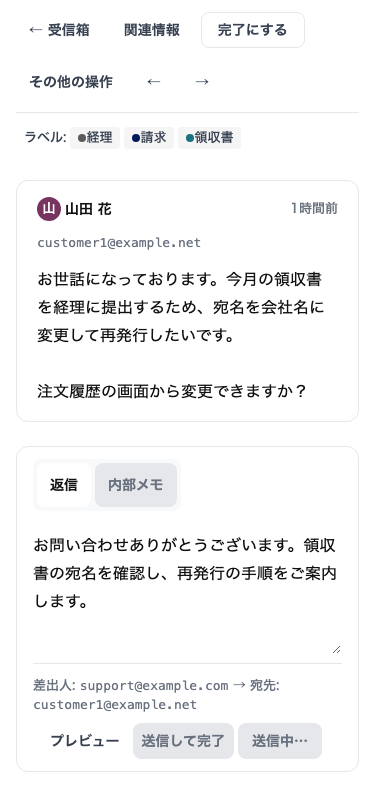 ← 受信箱 関連情報 完了にする
その他の操作 ← →
ラベル: 経理 請求 領収書
山 山田 花 1時間前
customer1@example.net
お世話になっております。今月の領収書
を経理に提出するため、宛名を会社名に
変更して再発行したいです。
注文履歴の画面から変更できますか？
返信 内部メモ
お問い合わせありがとうございます。領収
書の宛名を確認し、再発行の手順をご案内
します。
差出人: support@example.com → 宛先:
customer1@example.net
プレビュー 送信して完了 送信中…